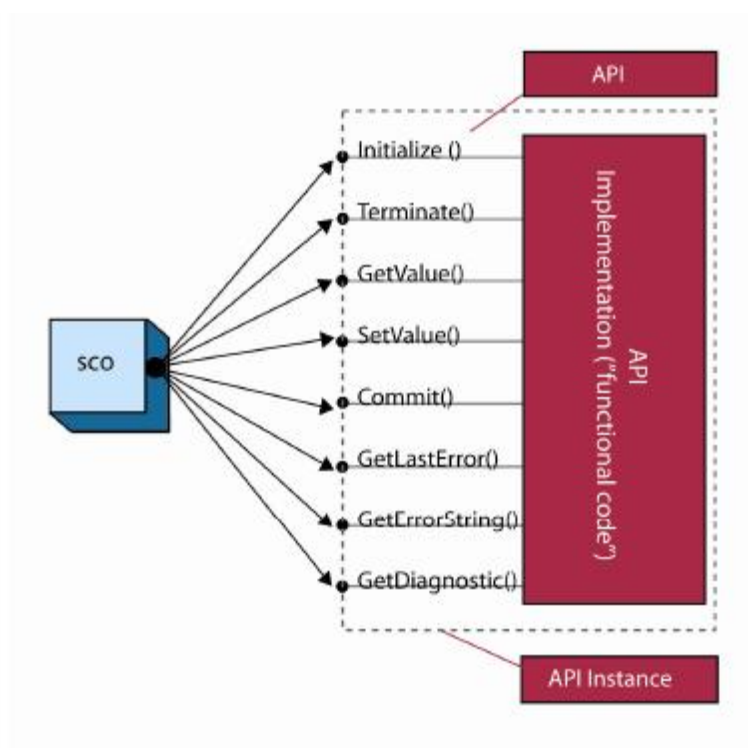 API
Initialize ()
Terminate()
GetValue()
SetValue()
Commit()
GetLastError()
GetErrorString()
GetDiagnostic()
SCO
API
Implementation ("functional code")
API Instance